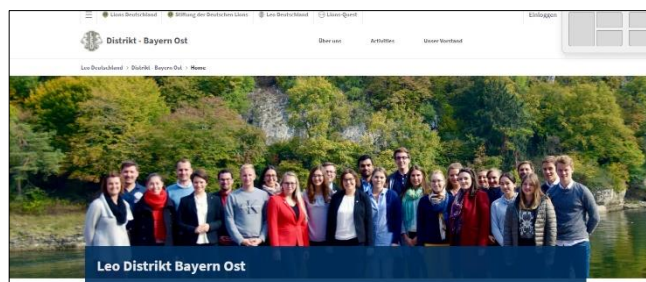 Lions Deutschland Stiftung der Deutschen Lions Leo Deutschland Lions-Quest Einloggen
Distrikt - Bayern Ost Über uns Activities Unser Vorstand
Leo Deutschland > Distrikt - Bayern Ost > Home
Leo Distrikt Bayern Ost